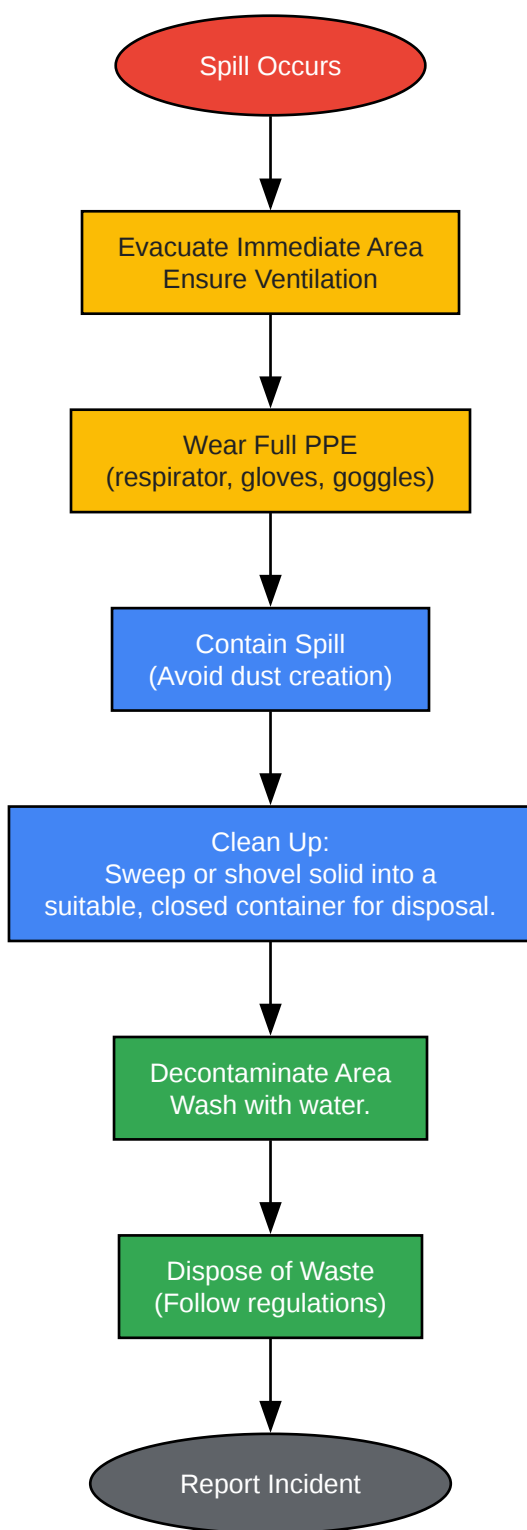 Spill Occurs
Evacuate Immediate Area
Ensure Ventilation
Wear Full PPE
(respirator, gloves, goggles)
Contain Spill
(Avoid dust creation)
Clean Up:
Sweep or shovel solid into a
suitable, closed container for disposal.
Decontaminate Area
Wash with water.
Dispose of Waste
(Follow regulations)
Report Incident